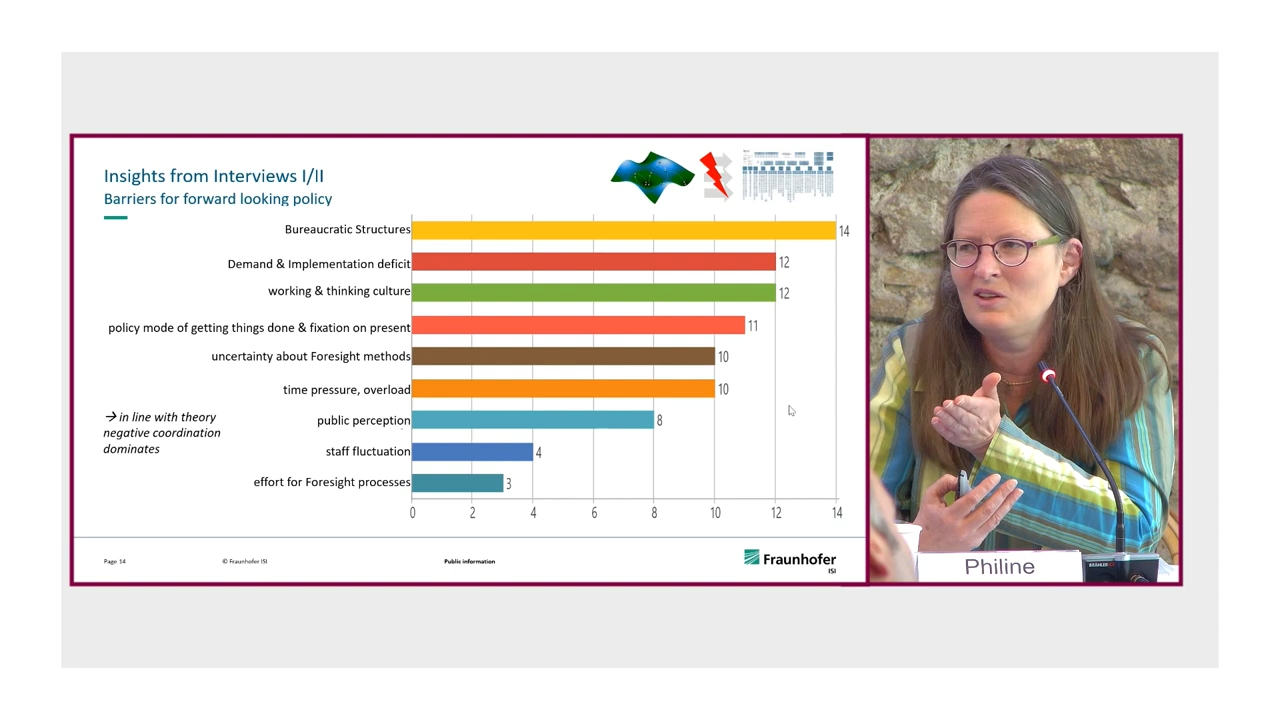 Insights from Interviews I/II
Barriers for forward looking policy
Bureaucratic Structures 14
Demand & Implementation deficit 12
working & thinking culture 12
policy mode of getting things done & fixation on present 11
uncertainty about Foresight methods 10
time pressure, overload 10
public perception 8
staff fluctuation 4
effort for Foresight processes 3
0 2 4 6 8 10 12 14
→ in line with theory
negative coordination
dominates
Page 14 © Fraunhofer ISI Public information
Fraunhofer
ISI
Philine